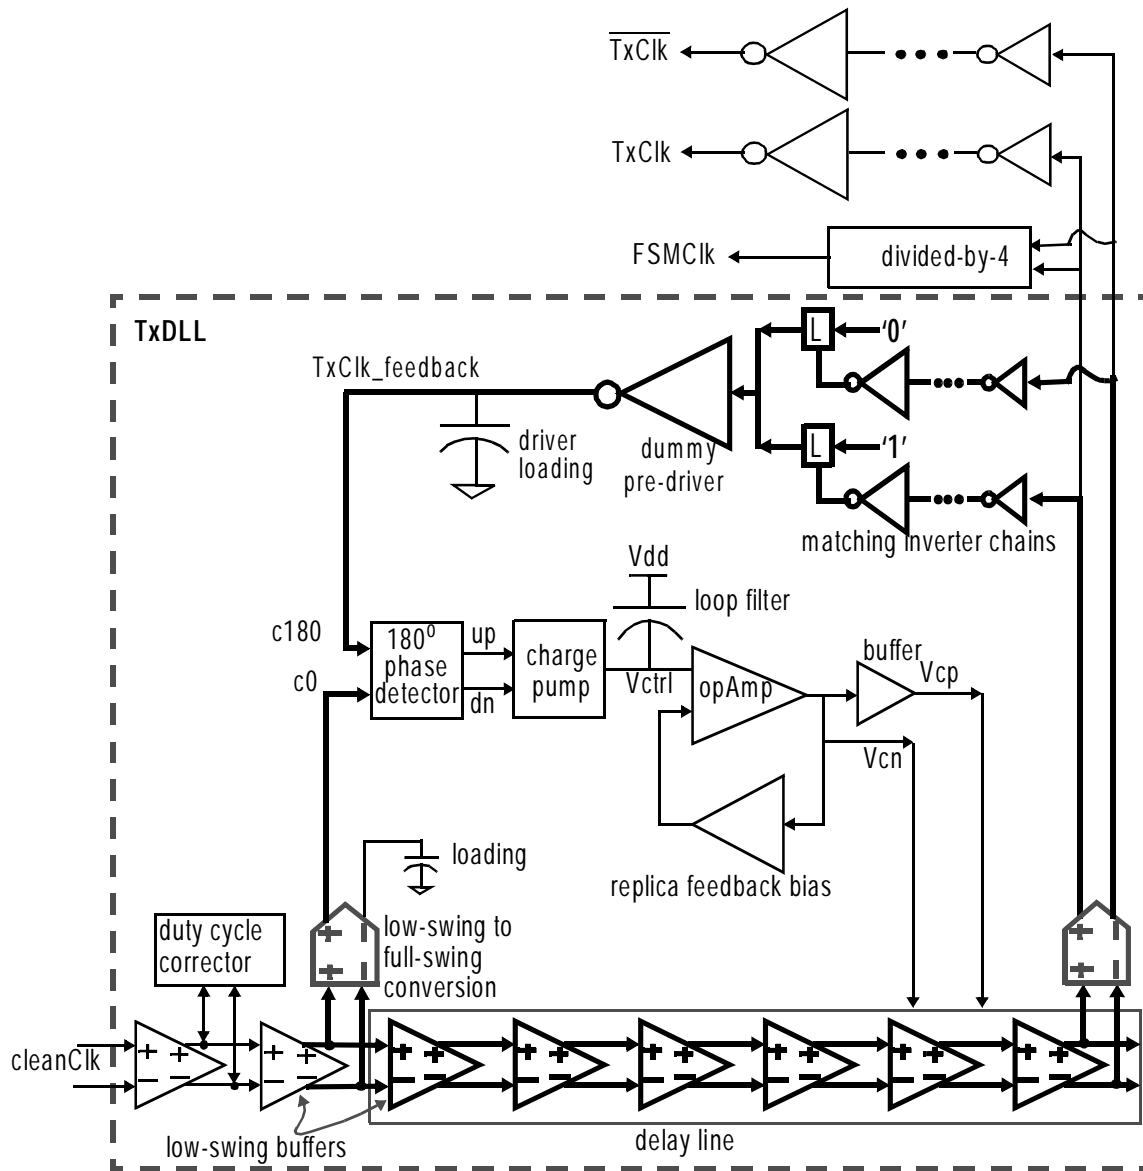 TxClk
TxClk
FSMClk
divided-by-4
TxDLL
L
'0'
TxClk_feedback
driver
loading
dummy
pre-driver
L
'1'
matching inverter chains
Vdd
loop filter
c180
c0
180⁰
phase
detector
up
dn
charge
pump
Vctrl
opAmp
buffer
Vcp
Vcn
loading
replica feedback bias
duty cycle
corrector
low-swing to
full-swing
conversion
+ −
+ −
+ −
+ −
cleanClk
+ +
− −
+ +
− −
+ +
− −
+ +
− −
+ +
− −
+ +
− −
+ +
− −
+ +
− −
low-swing buffers
delay line